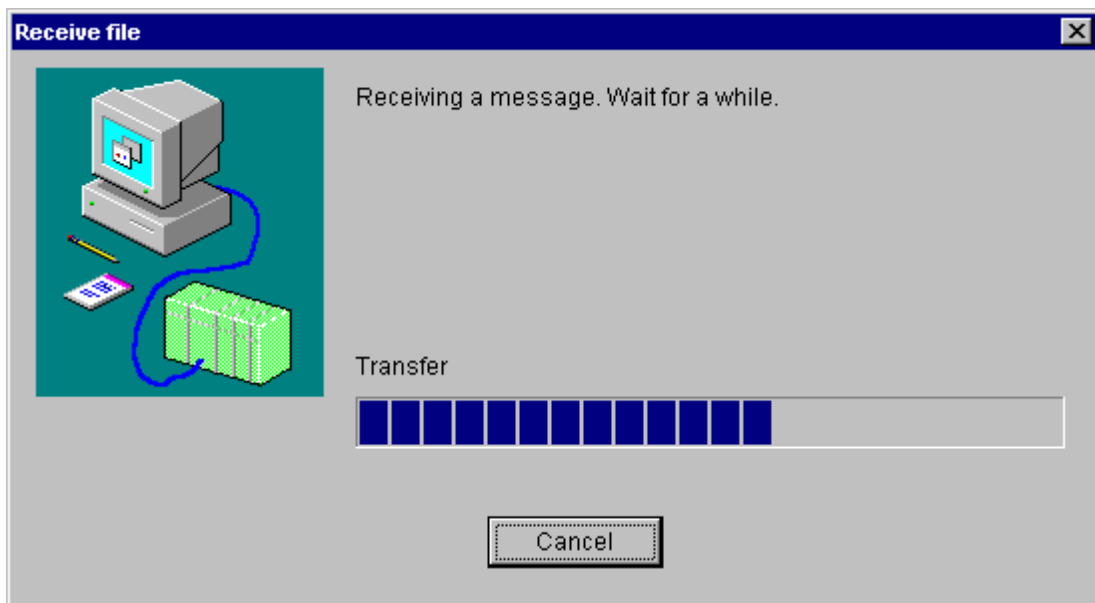 Receive file
Receiving a message. Wait for a while.
Transfer
Cancel